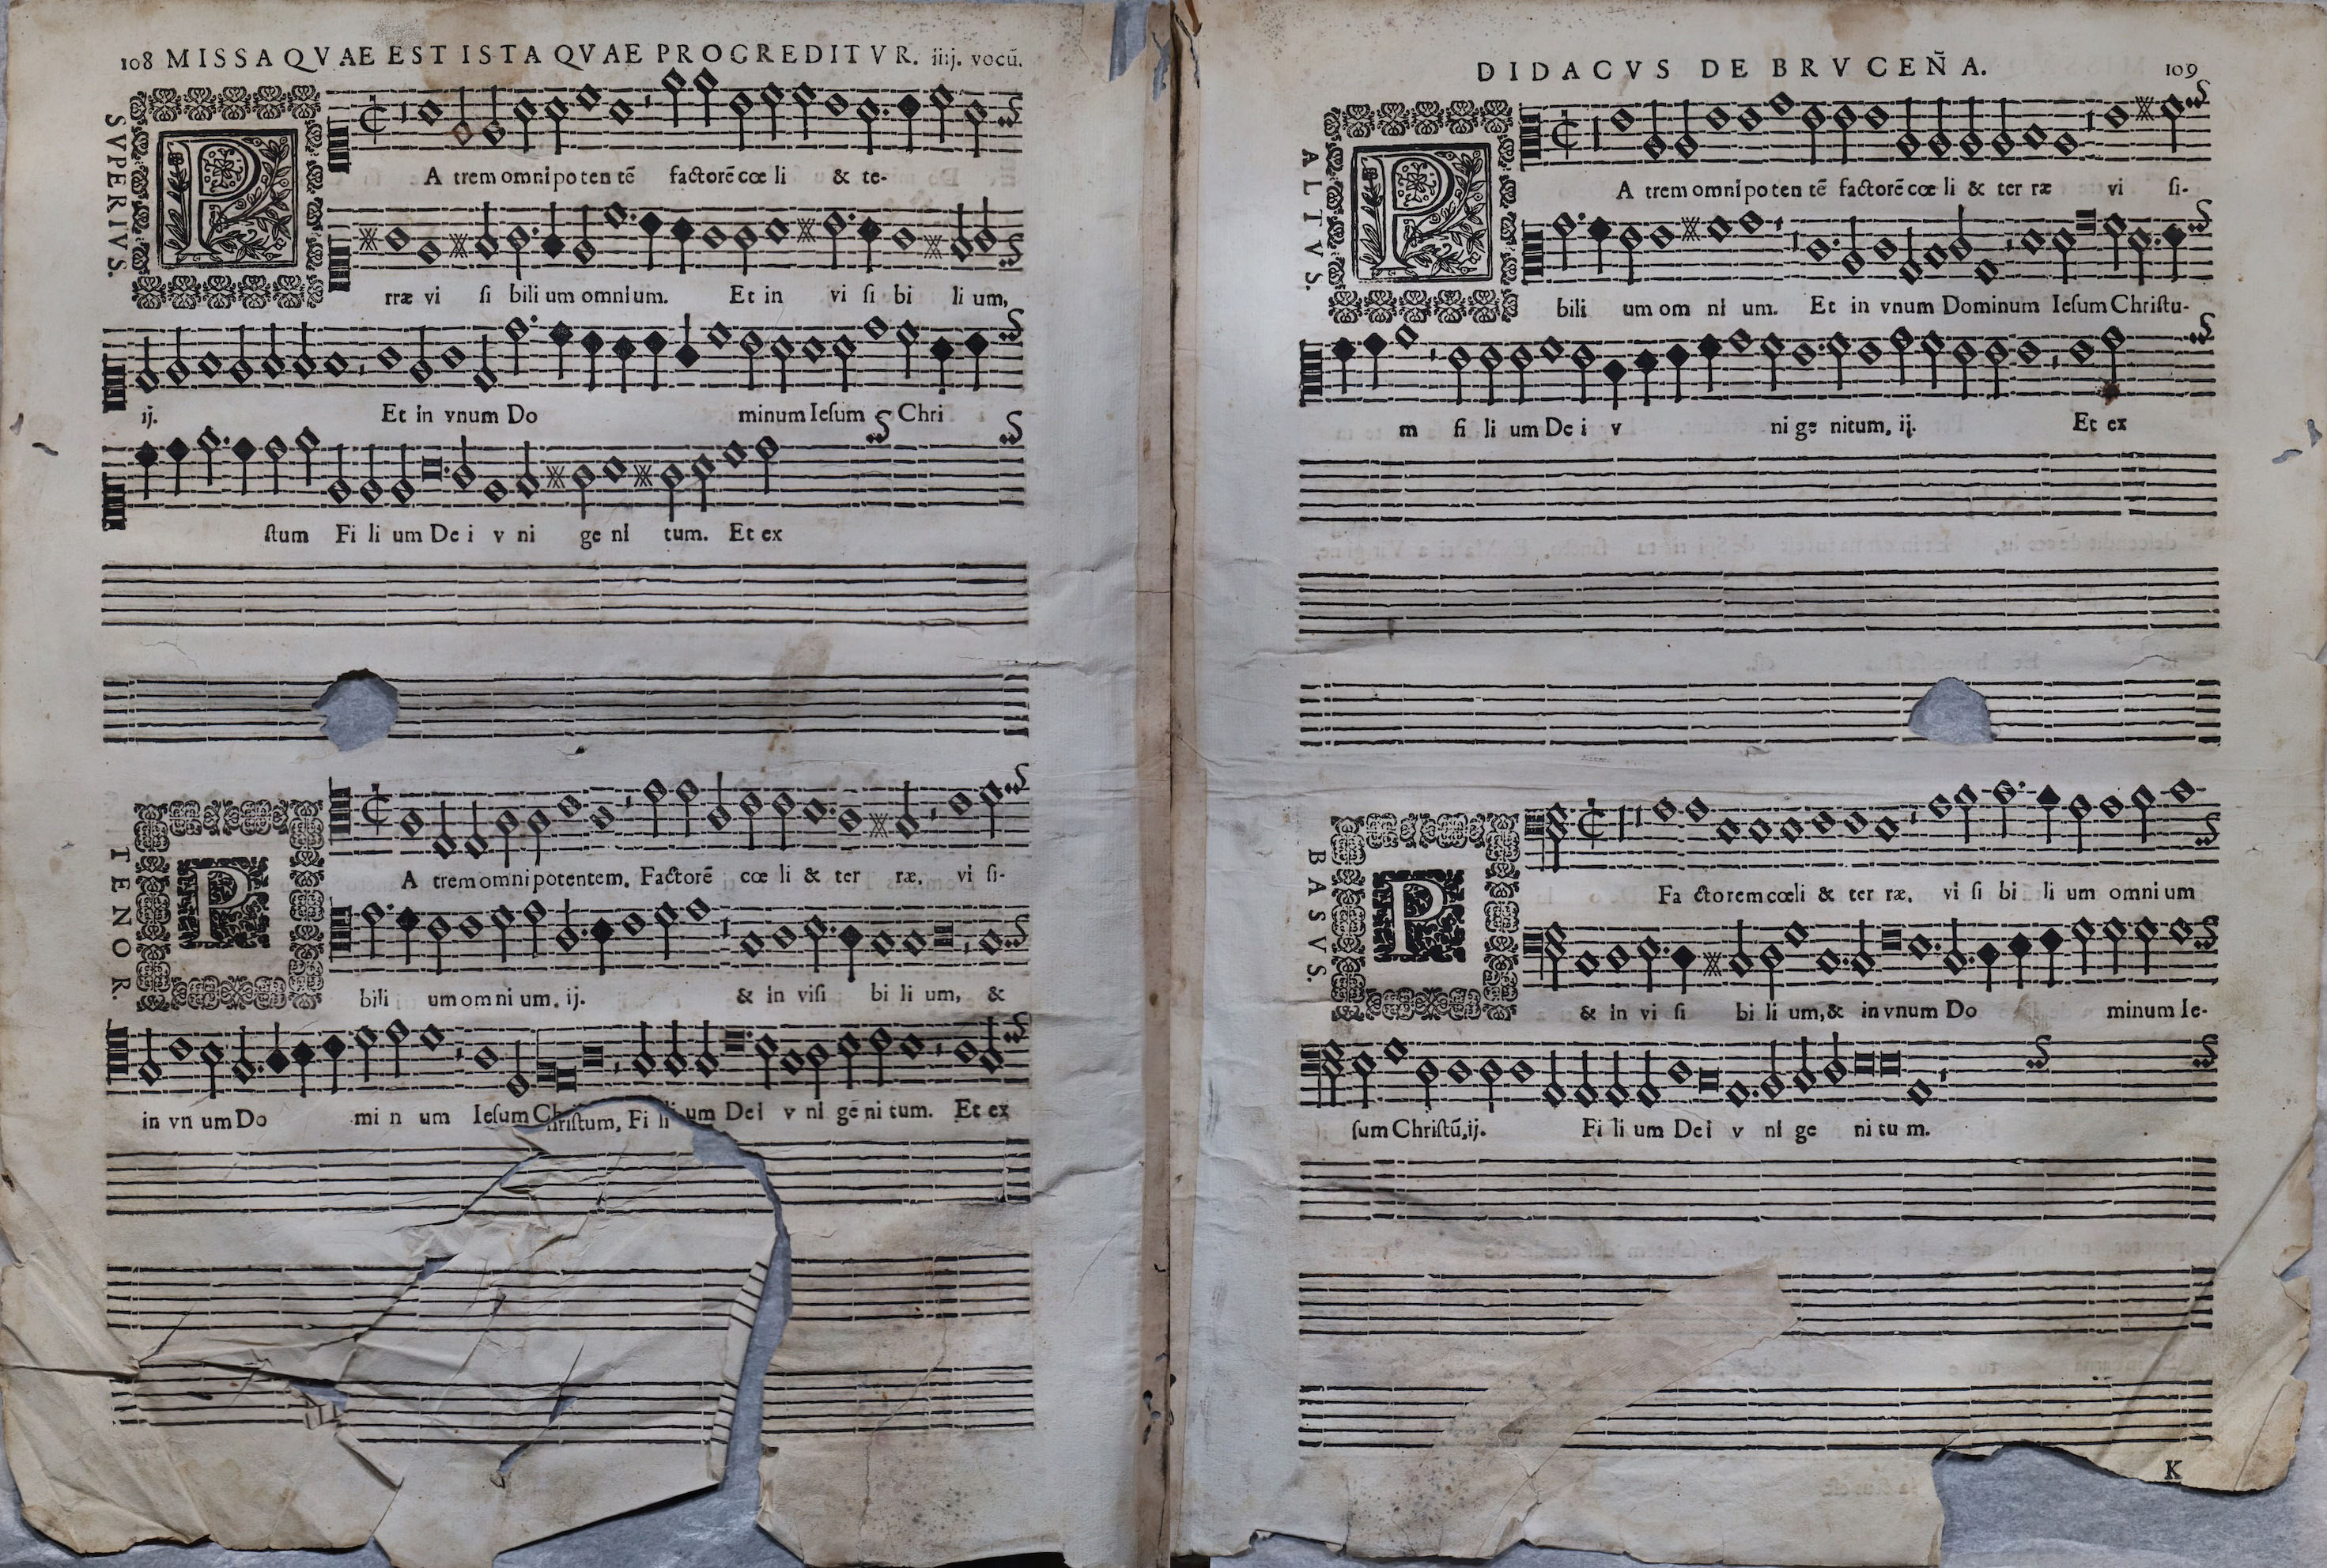 108 MISSA QVAE EST ISTA QVAE PROGREDITVR. iiij. vocū.
SVPERIVS.
P
A trem omni po ten tē factorē cœ li & te-
rræ vi si bili um omnium. Et in vi si bi li um,
ij. Et in vnum Do minum Iesum Chri
stum Fi li um De i v ni ge ni tum. Et ex
TENOR.
P
A trem omnipotentem. Factorē cœ li & ter ræ, vi si-
bili um om ni um. ij. & in visi bi li um, &
in vn um Do mi n um Iesum Christum, Fi li um Dei v ni ge ni tum. Et ex
DIDACVS DE BRVCEÑA. 109
ALTVS.
P
A trem omni po ten tē factorē cœ li & ter ræ vi si-
bili um om ni um. Et in vnum Dominum Iesum Christu-
m fi li um De i v ni ge nitum, ij. Et ex
BASVS.
P
Fa ctorem cœli & ter ræ, vi si bi li um omnium
& in vi si bi li um, & in vnum Do minum Ie-
sum Christū, ij. Fi li um Dei v ni ge ni tu m.
K